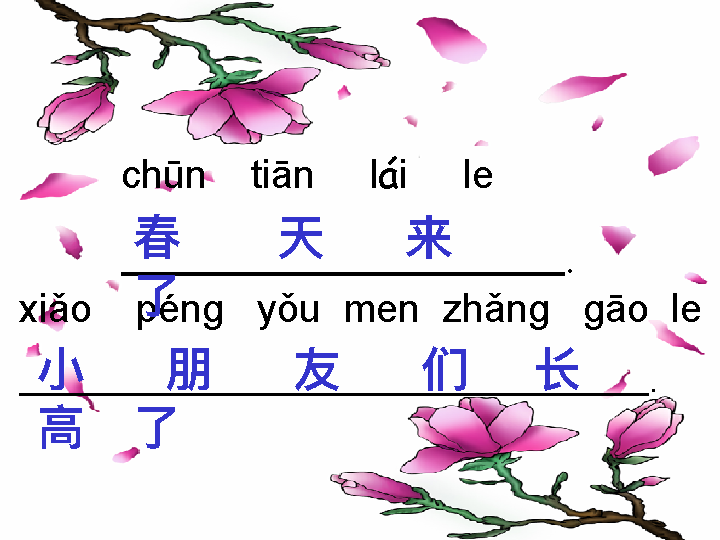 chūn tiān lái le
春 天 来
了
xiǎo péng yǒu men zhǎng gāo le
小 朋 友 们 长
高 了